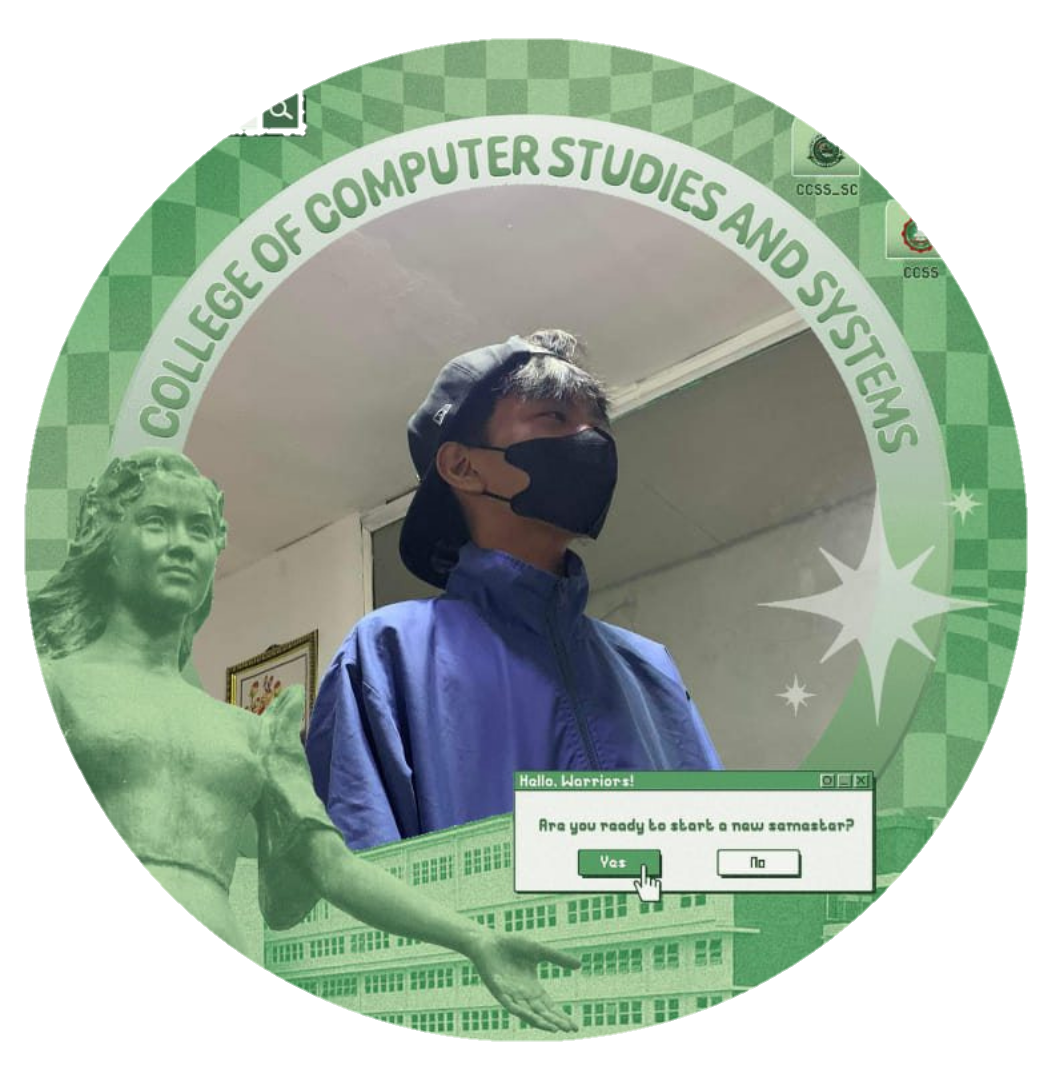 COLLEGE OF COMPUTER STUDIES AND SYSTEMS
CCSS_SC
CCSS
Hello, Warriors!
Are you ready to start a new semester?
Yes
No